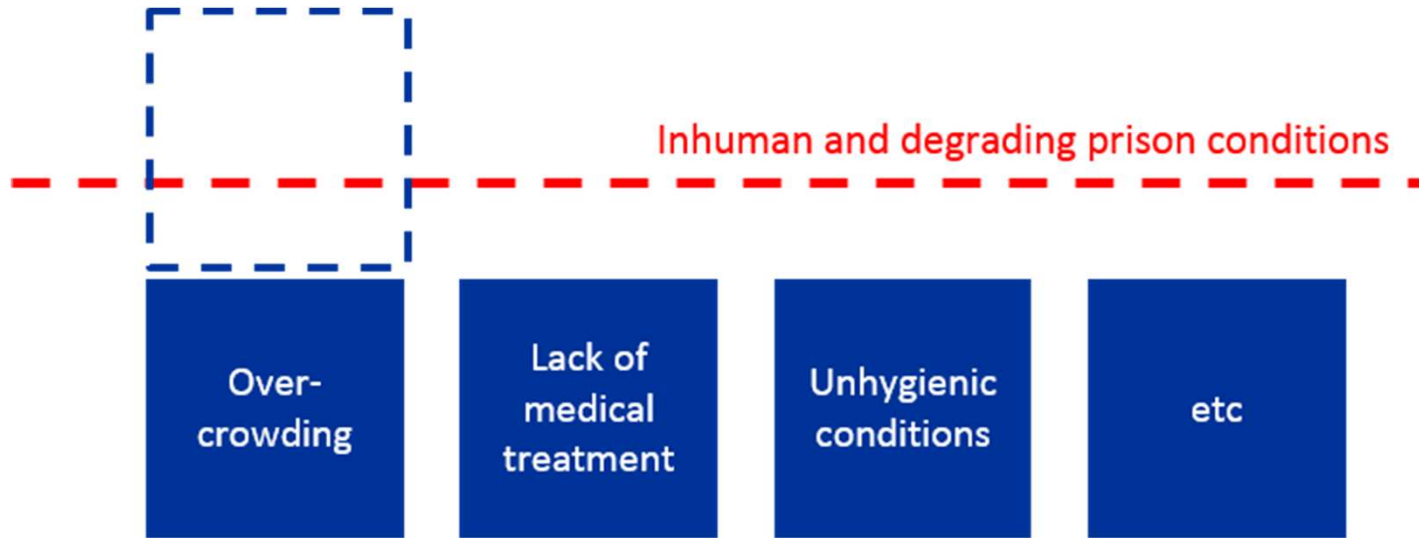 Inhuman and degrading prison conditions
Over-
crowding
Lack of
medical
treatment
Unhygienic
conditions
etc